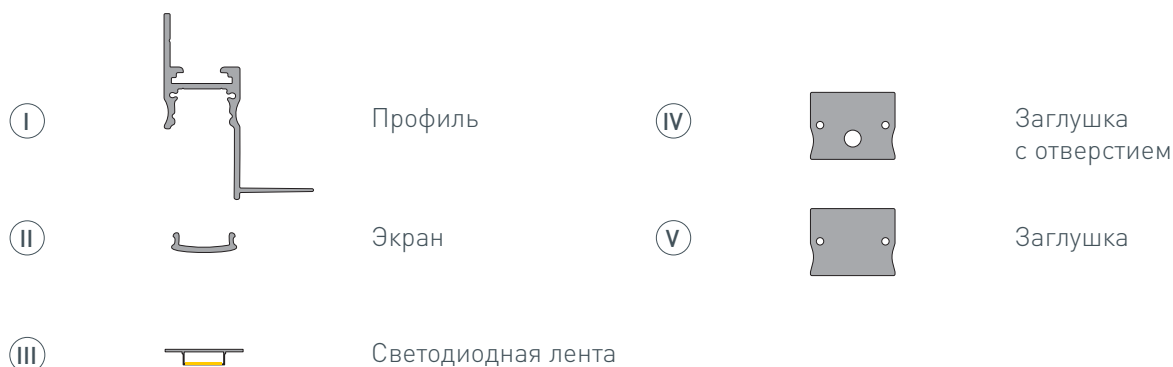 I
Профиль
II
Экран
III
Светодиодная лента
IV
Заглушка
с отверстием
V
Заглушка